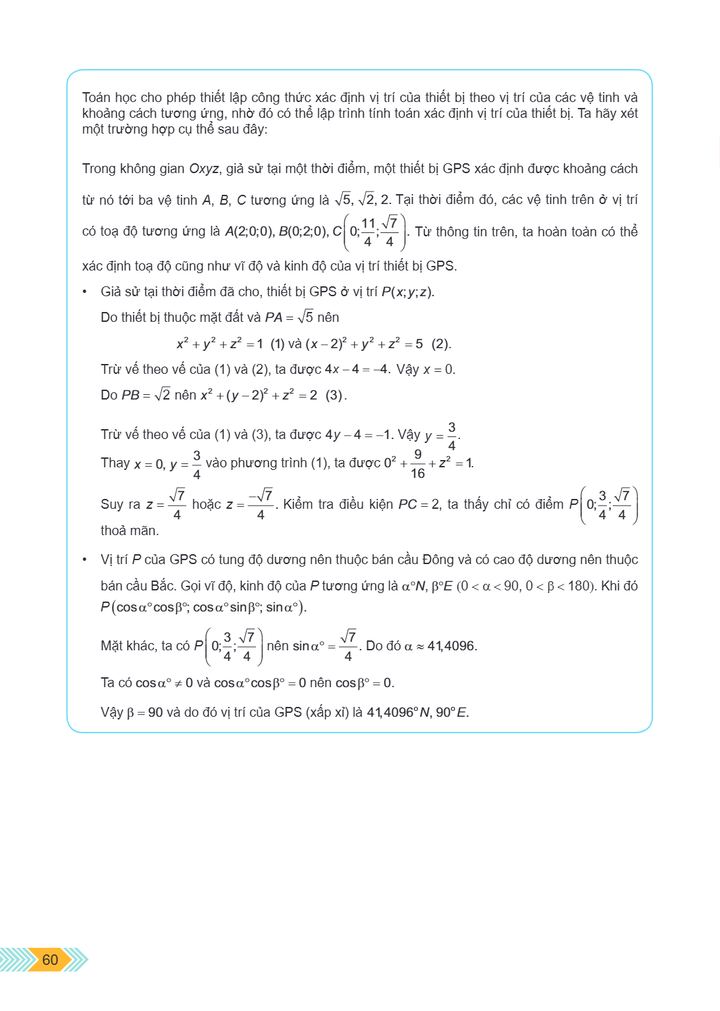 Toán học cho phép thiết lập công thức xác định vị trí của thiết bị theo vị trí của các vệ tinh và
khoảng cách tương ứng, nhờ đó có thể lập trình tính toán xác định vị trí của thiết bị. Ta hãy xét
một trường hợp cụ thể sau đây:
Trong không gian Oxyz, giả sử tại một thời điểm, một thiết bị GPS xác định được khoảng cách
từ nó tới ba vệ tinh A, B, C tương ứng là √5, √2, 2. Tại thời điểm đó, các vệ tinh trên ở vị trí
có toạ độ tương ứng là A(2;0;0), B(0;2;0), C(0; 11/4; √7/4). Từ thông tin trên, ta hoàn toàn có thể
xác định toạ độ cũng như vĩ độ và kinh độ của vị trí thiết bị GPS.
• Giả sử tại thời điểm đã cho, thiết bị GPS ở vị trí P(x;y;z).
Do thiết bị thuộc mặt đất và PA = √5 nên
x² + y² + z² = 1 (1) và (x − 2)² + y² + z² = 5 (2).
Trừ vế theo vế của (1) và (2), ta được 4x − 4 = −4. Vậy x = 0.
Do PB = √2 nên x² + (y − 2)² + z² = 2 (3).
Trừ vế theo vế của (1) và (3), ta được 4y − 4 = −1. Vậy y = 3/4.
Thay x = 0, y = 3/4 vào phương trình (1), ta được 0² + 9/16 + z² = 1.
Suy ra z = √7/4 hoặc z = −√7/4. Kiểm tra điều kiện PC = 2, ta thấy chỉ có điểm P(0; 3/4; √7/4)
thoả mãn.
• Vị trí P của GPS có tung độ dương nên thuộc bán cầu Đông và có cao độ dương nên thuộc
bán cầu Bắc. Gọi vĩ độ, kinh độ của P tương ứng là α°N, β°E (0 < α < 90, 0 < β < 180). Khi đó
P(cosα°cosβ°; cosα°sinβ°; sinα°).
Mặt khác, ta có P(0; 3/4; √7/4) nên sinα° = √7/4. Do đó α ≈ 41,4096.
Ta có cosα° ≠ 0 và cosα°cosβ° = 0 nên cosβ° = 0.
Vậy β = 90 và do đó vị trí của GPS (xấp xỉ) là 41,4096°N, 90°E.
60